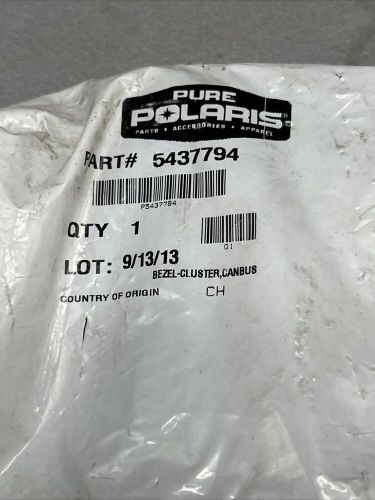 PURE
POLARIS
PARTS • ACCESSORIES • APPAREL
PART# 5437794
P5437794
QTY 1
Q1
LOT: 9/13/13
BEZEL-CLUSTER,CANBUS
COUNTRY OF ORIGIN CH